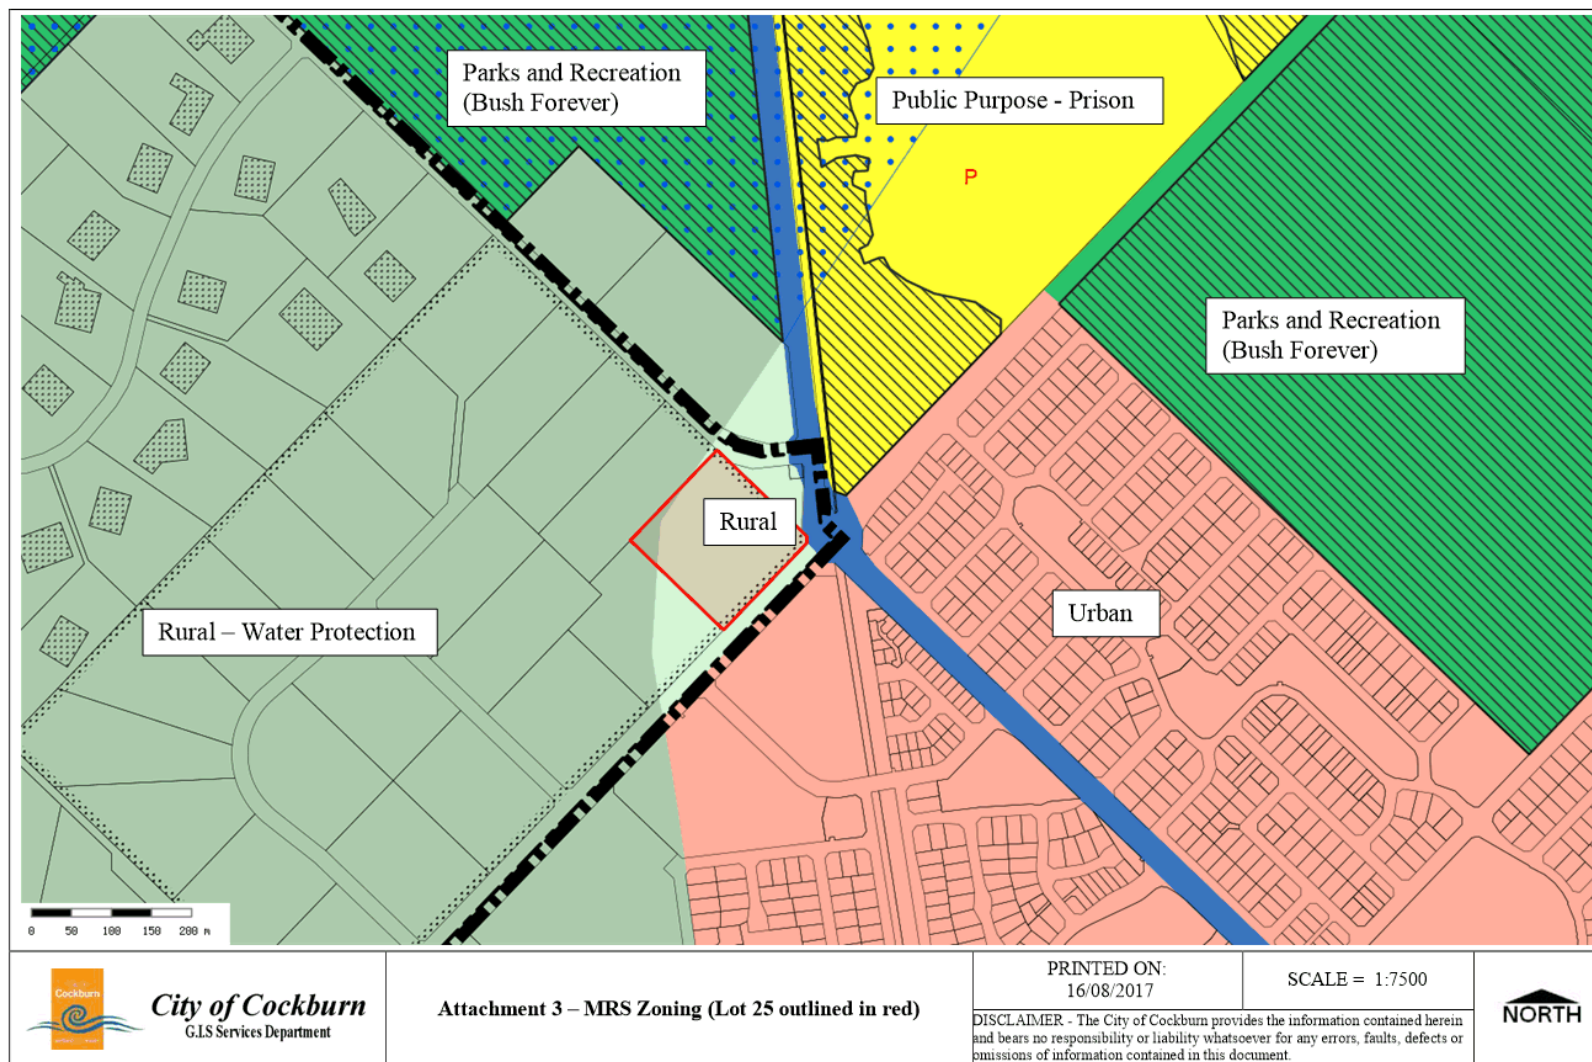 Parks and Recreation
(Bush Forever)
Public Purpose - Prison
P
Parks and Recreation
(Bush Forever)
Rural
Urban
Rural – Water Protection
0 50 100 150 200 m
Cockburn
City of Cockburn
G.I.S Services Department
Attachment 3 – MRS Zoning (Lot 25 outlined in red)
PRINTED ON:
16/08/2017
SCALE = 1:7500
DISCLAIMER - The City of Cockburn provides the information contained herein
and bears no responsibility or liability whatsoever for any errors, faults, defects or
omissions of information contained in this document.
NORTH